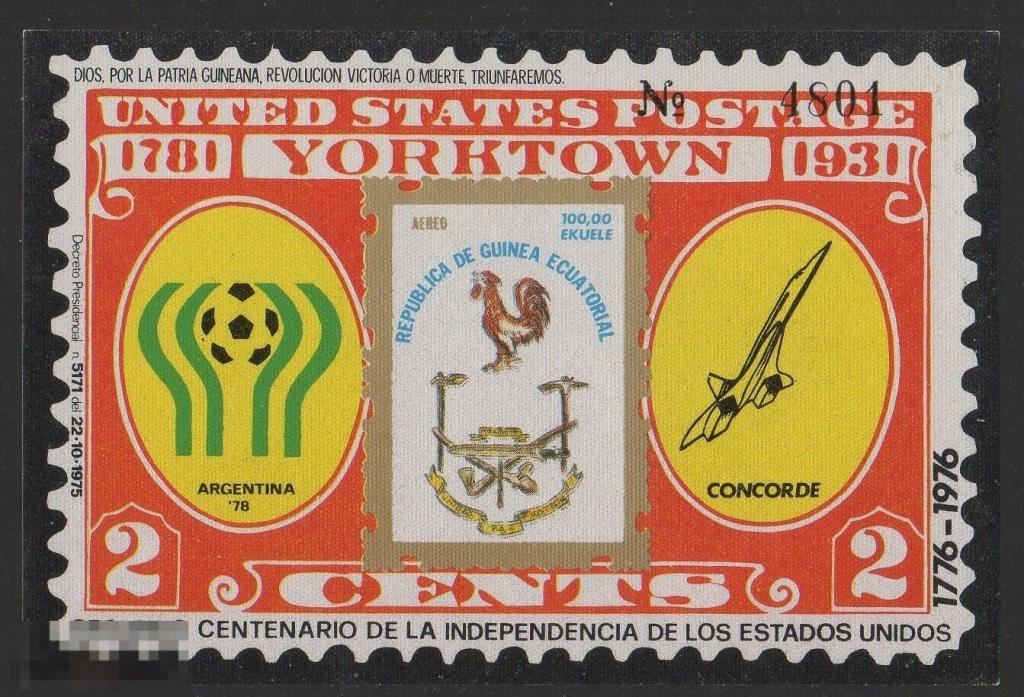 DIOS, POR LA PATRIA GUINEANA, REVOLUCION VICTORIA O MUERTE, TRIUNFAREMOS.
Nº 4801
UNITED STATES POSTAGE
1781 YORKTOWN 1931
AEREO
100,00
EKUELE
REPUBLICA DE GUINEA ECUATORIAL
PAZ
ARGENTINA
'78
CONCORDE
Decreto Presidencial n. 5171 del 22·10·1975
1776-1976
2 CENTS 2
CENTENARIO DE LA INDEPENDENCIA DE LOS ESTADOS UNIDOS